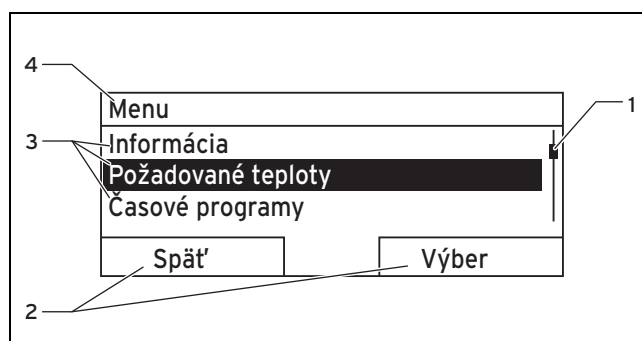 4
Menu
1
3
Informácia
Požadované teploty
Časové programy
Späť
Výber
2